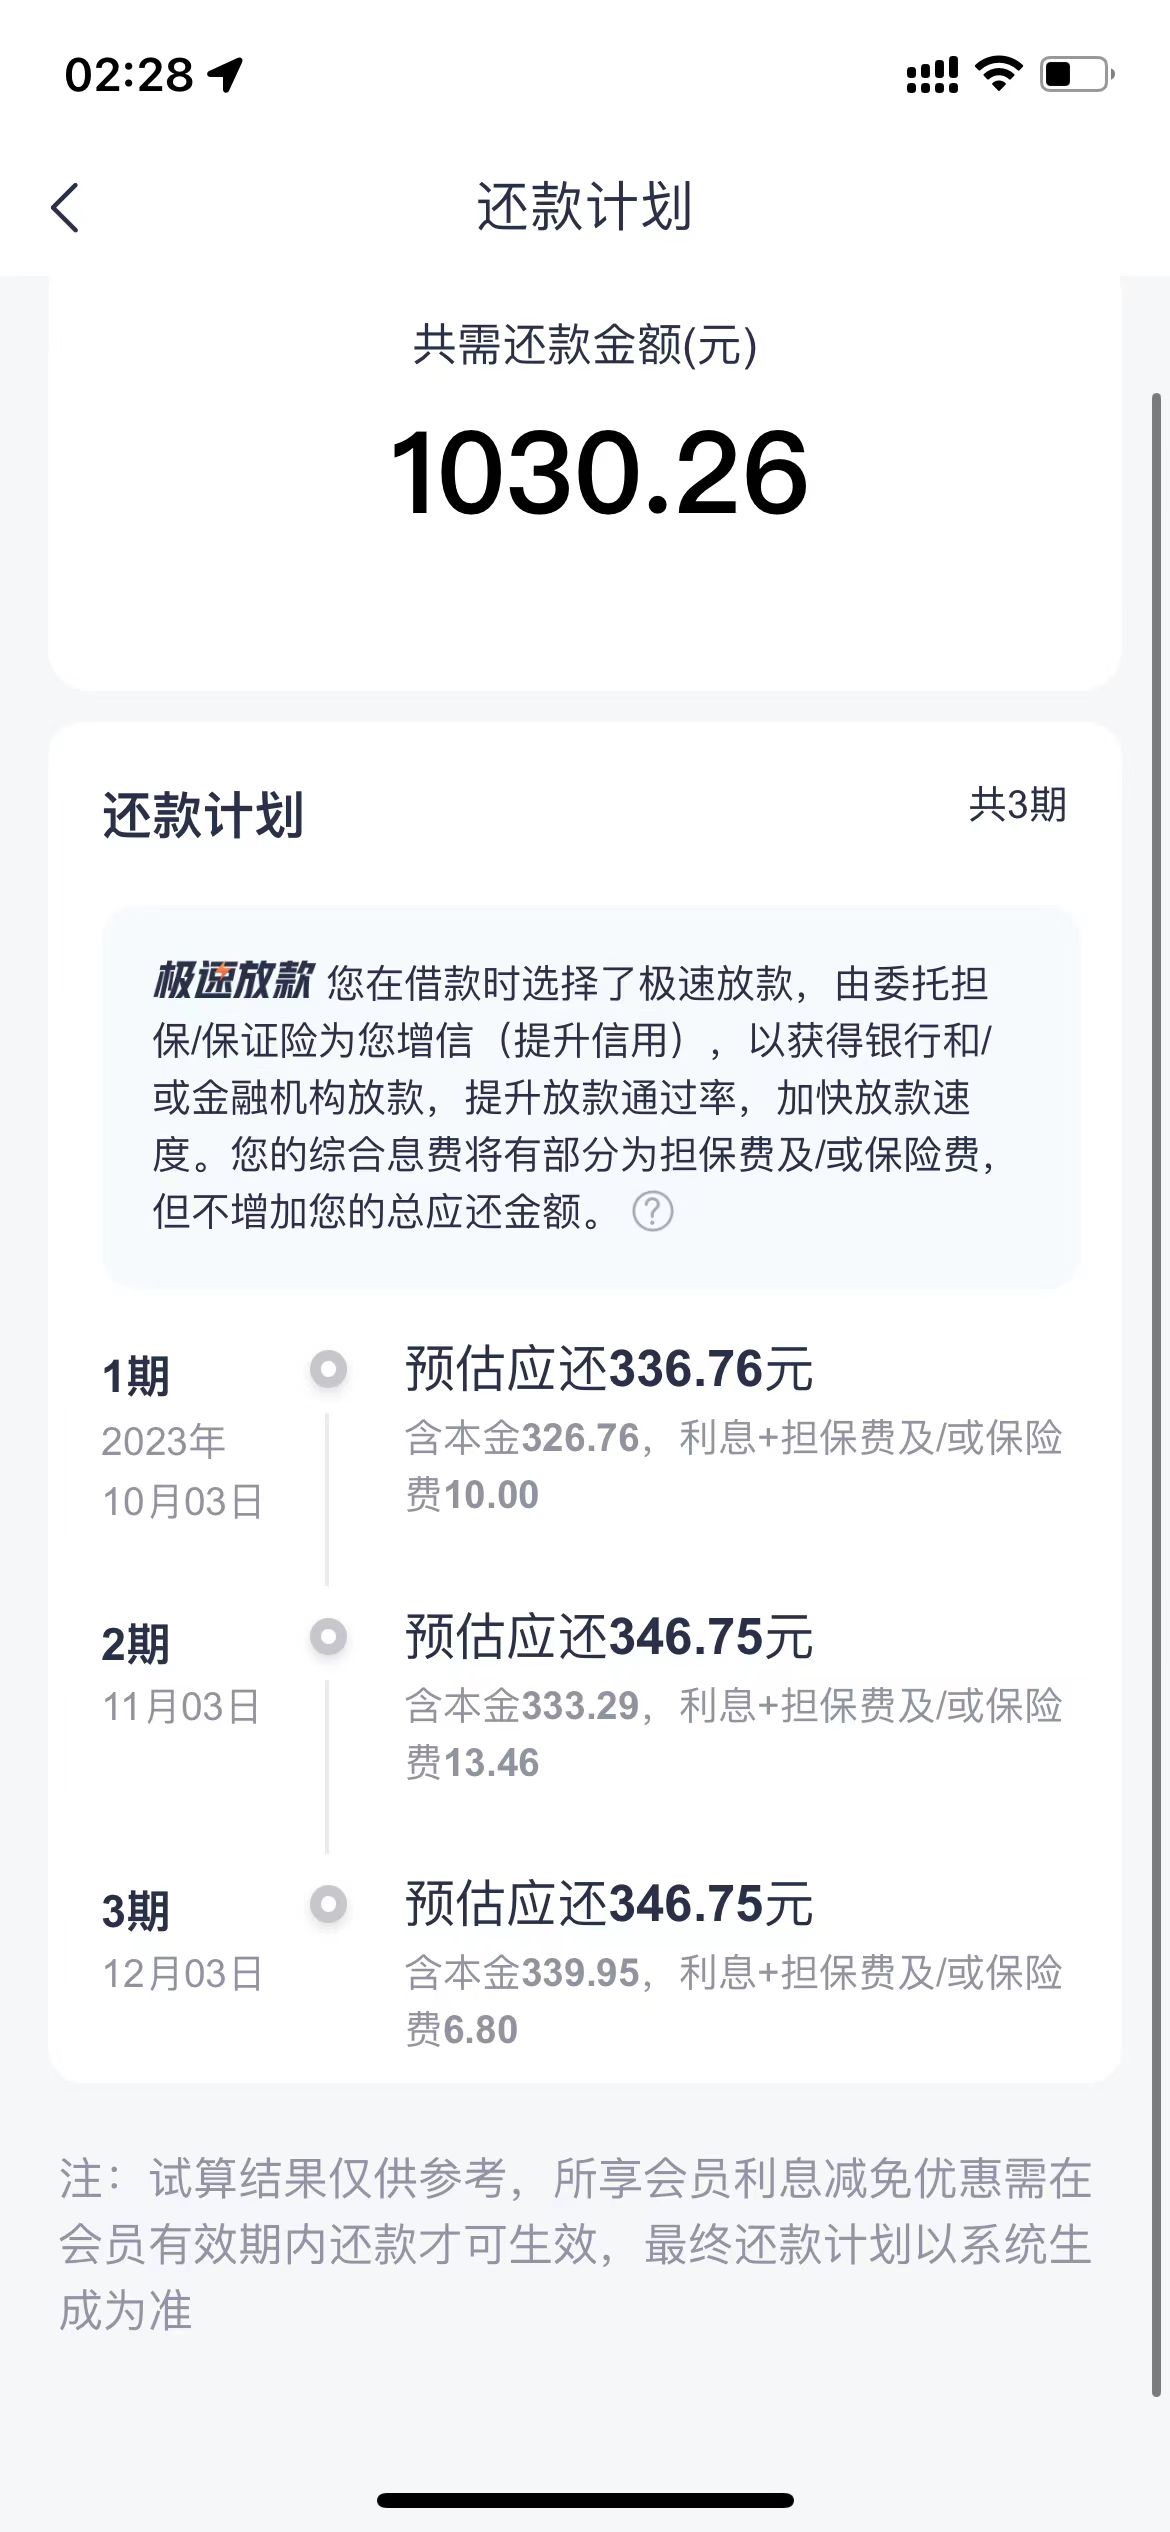 02:28
还款计划
共需还款金额(元)
1030.26
还款计划
共3期
极速放款 您在借款时选择了极速放款，由委托担
保/保证险为您增信（提升信用），以获得银行和/
或金融机构放款，提升放款通过率，加快放款速
度。您的综合息费将有部分为担保费及/或保险费，
但不增加您的总应还金额。 ?
1期
预估应还336.76元
2023年
10月03日
含本金326.76，利息+担保费及/或保险
费10.00
2期
预估应还346.75元
11月03日
含本金333.29，利息+担保费及/或保险
费13.46
3期
预估应还346.75元
12月03日
含本金339.95，利息+担保费及/或保险
费6.80
注：试算结果仅供参考，所享会员利息减免优惠需在
会员有效期内还款才可生效，最终还款计划以系统生
成为准